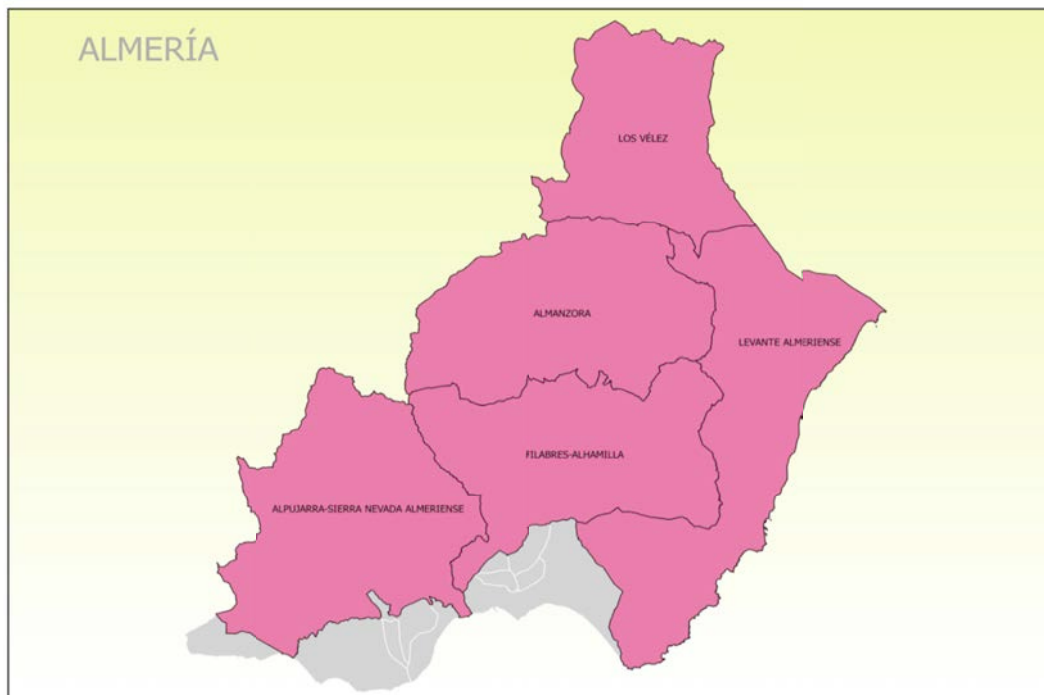 ALMERÍA
LOS VÉLEZ
ALMANZORA
LEVANTE ALMERIENSE
FILABRES-ALHAMILLA
ALPUJARRA-SIERRA NEVADA ALMERIENSE